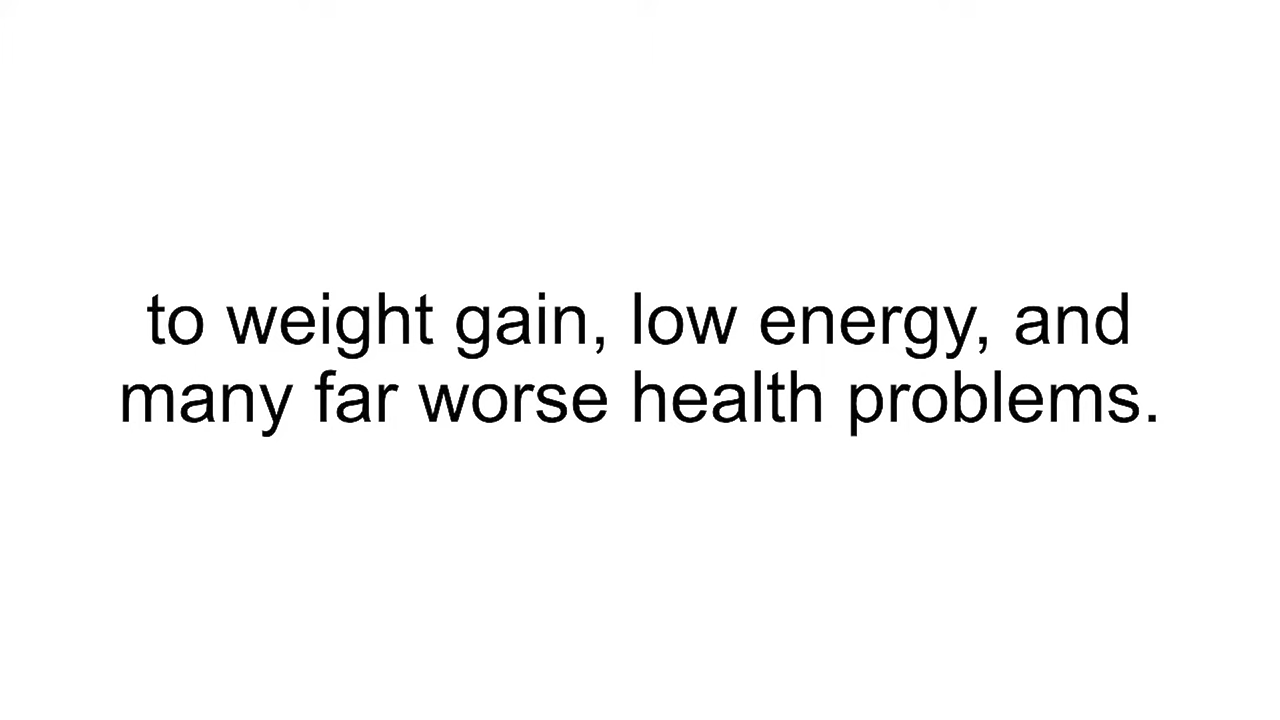 to weight gain, low energy, and
many far worse health problems.